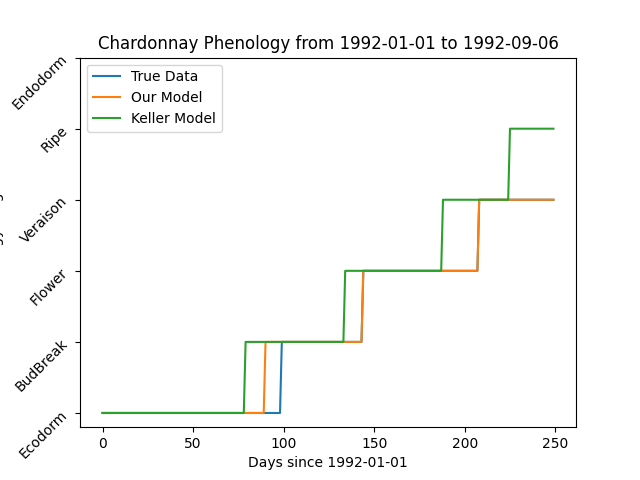 Chardonnay Phenology from 1992-01-01 to 1992-09-06
True Data
Our Model
Keller Model
Endodorm
Ripe
Veraison
Flower
BudBreak
Ecodorm
0 50 100 150 200 250
Days since 1992-01-01